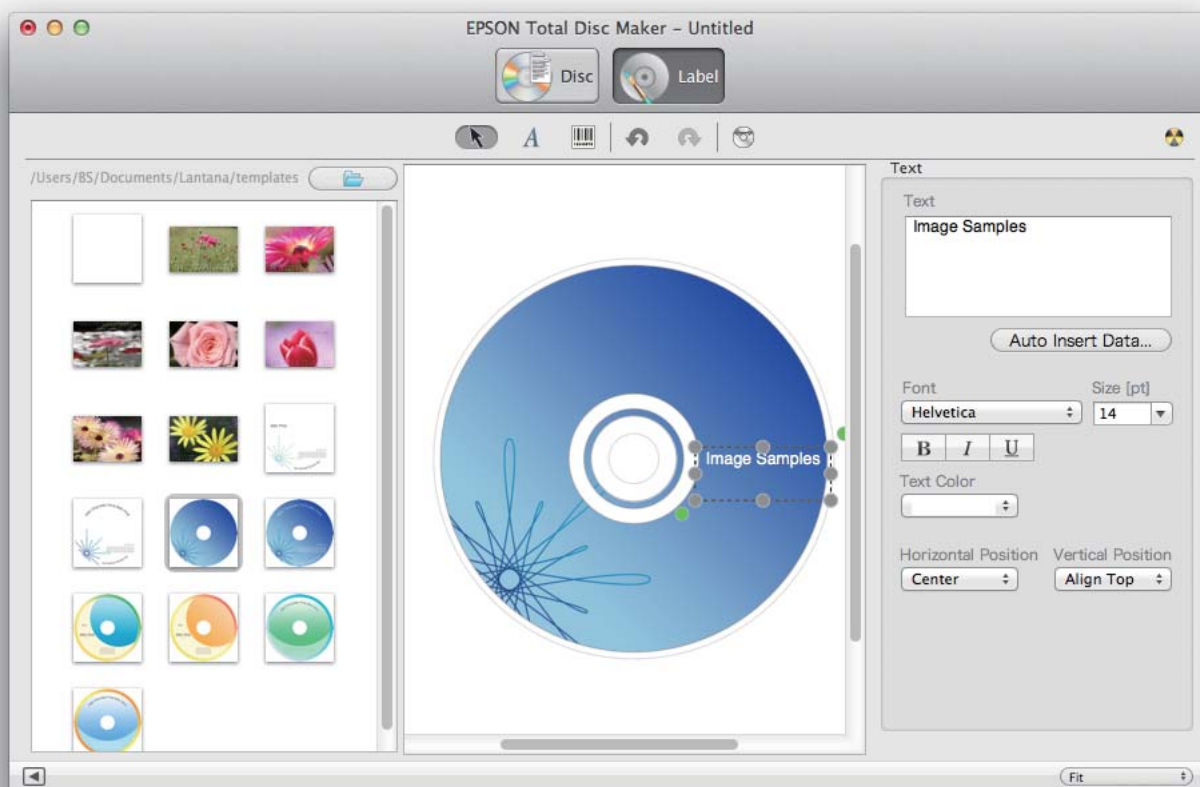 EPSON Total Disc Maker – Untitled
Disc
Label
A
/Users/BS/Documents/Lantana/templates
Text
Text
Image Samples
Auto Insert Data...
Font
Size [pt]
Helvetica
14
B I U
Text Color
Horizontal Position
Vertical Position
Center
Align Top
Image Samples
Fit